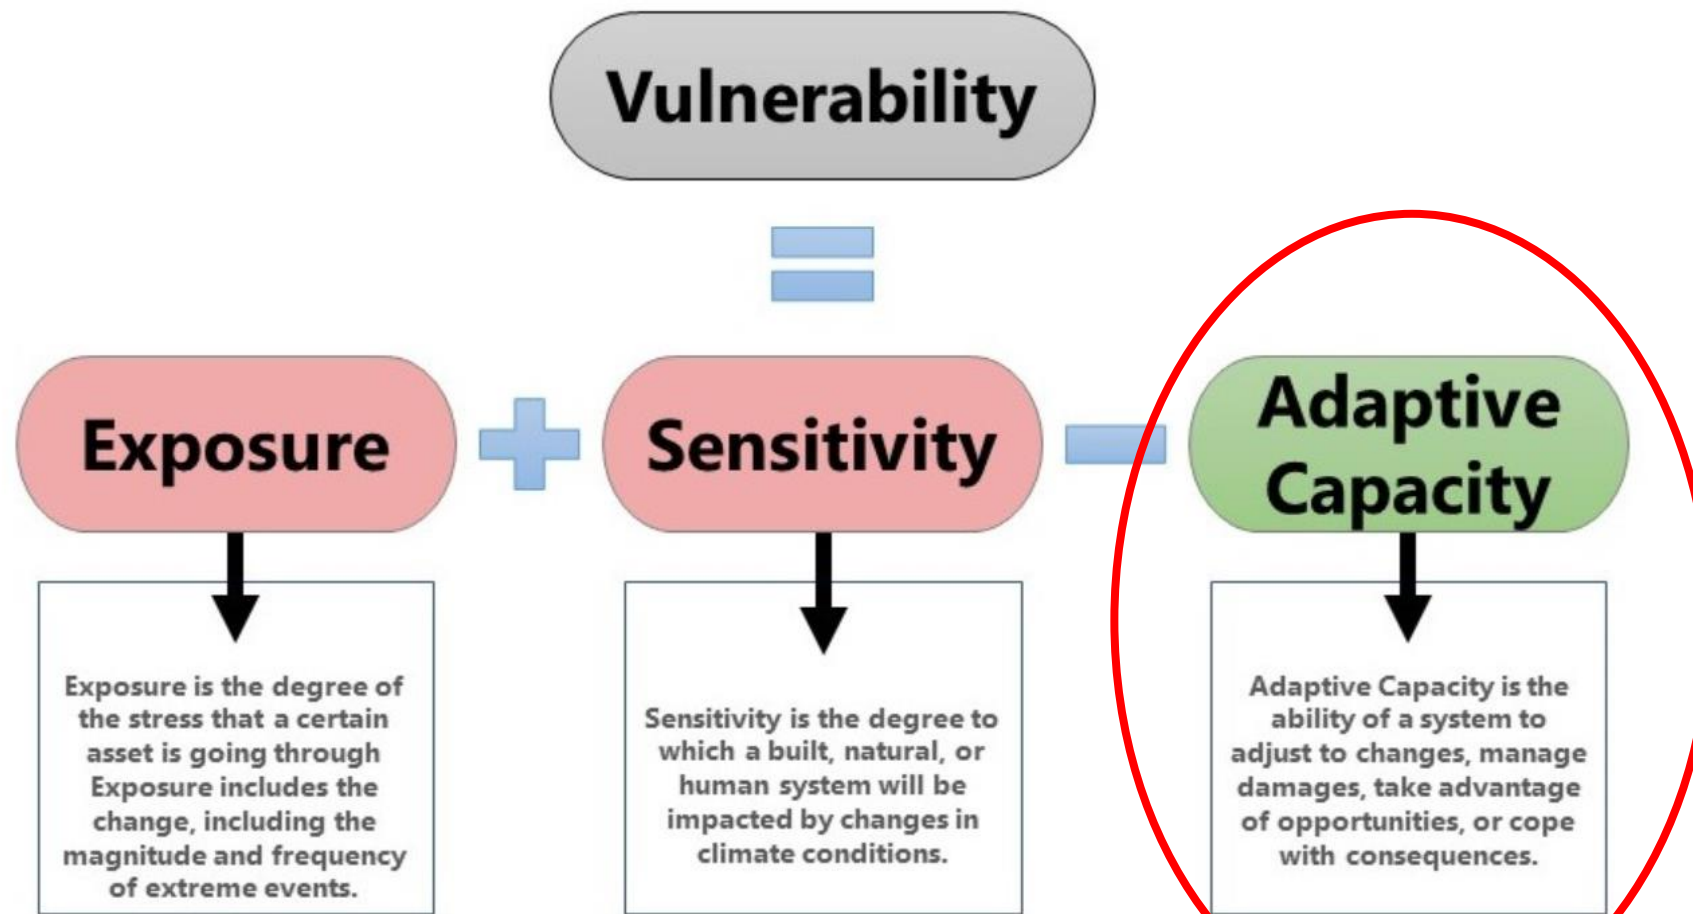 Vulnerability
Exposure
Sensitivity
Adaptive
Capacity
Exposure is the degree of
the stress that a certain
asset is going through
Exposure includes the
change, including the
magnitude and frequency
of extreme events.
Sensitivity is the degree to
which a built, natural, or
human system will be
impacted by changes in
climate conditions.
Adaptive Capacity is the
ability of a system to
adjust to changes, manage
damages, take advantage
of opportunities, or cope
with consequences.